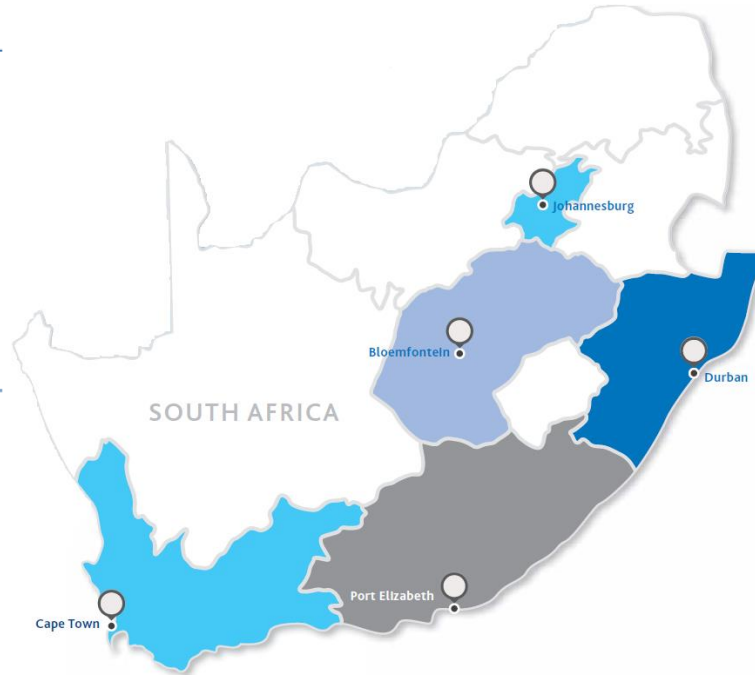 Johannesburg
Bloemfontein
Durban
SOUTH AFRICA
Port Elizabeth
Cape Town